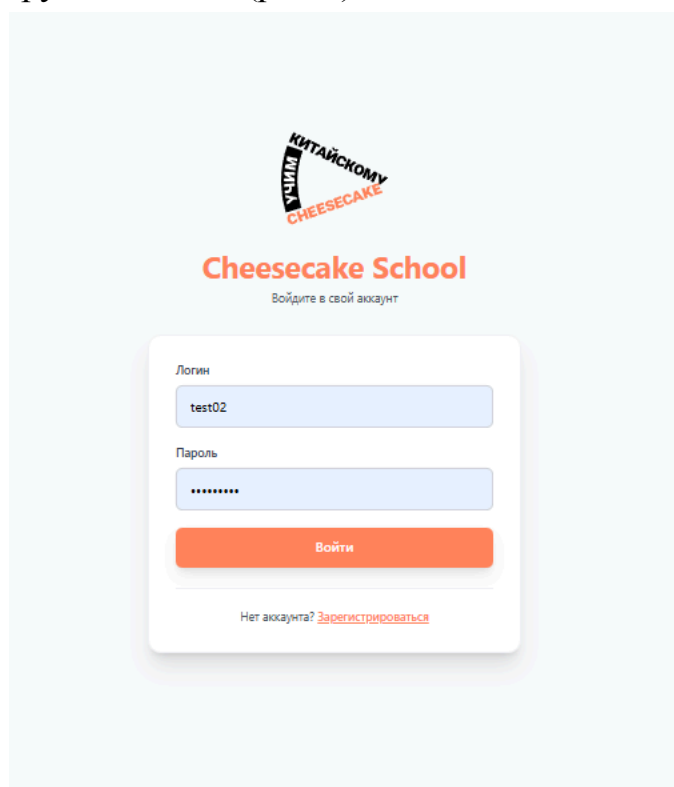 КИТАЙСКОМУ
УЧИМ
CHEESECAKE
Cheesecake School
Войдите в свой аккаунт
Логин
test02
Пароль
•••••••••
Войти
Нет аккаунта? Зарегистрироваться